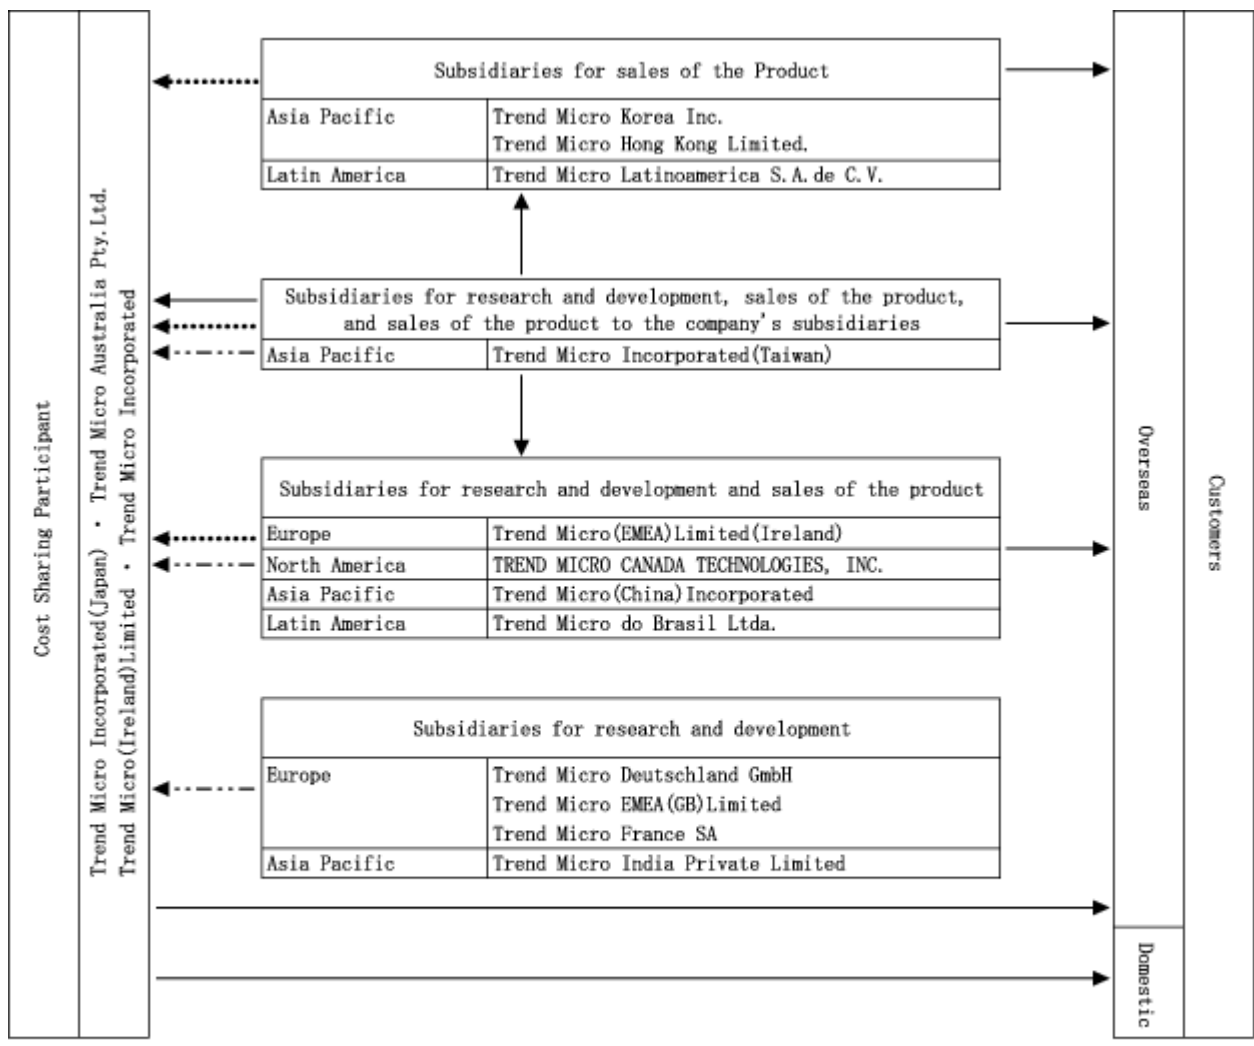 Cost Sharing Participant
Trend Micro Incorporated(Japan) ・ Trend Micro Australia Pty.Ltd.
Trend Micro(Ireland)Limited ・ Trend Micro Incorporated
Subsidiaries for sales of the Product
Asia Pacific Trend Micro Korea Inc.
Trend Micro Hong Kong Limited.
Latin America Trend Micro Latinoamerica S.A.de C.V.
Subsidiaries for research and development, sales of the product,
and sales of the product to the company's subsidiaries
Asia Pacific Trend Micro Incorporated(Taiwan)
Subsidiaries for research and development and sales of the product
Europe Trend Micro(EMEA)Limited(Ireland)
North America TREND MICRO CANADA TECHNOLOGIES, INC.
Asia Pacific Trend Micro(China)Incorporated
Latin America Trend Micro do Brasil Ltda.
Subsidiaries for research and development
Europe Trend Micro Deutschland GmbH
Trend Micro EMEA(GB)Limited
Trend Micro France SA
Asia Pacific Trend Micro India Private Limited
Overseas
Domestic
Customers